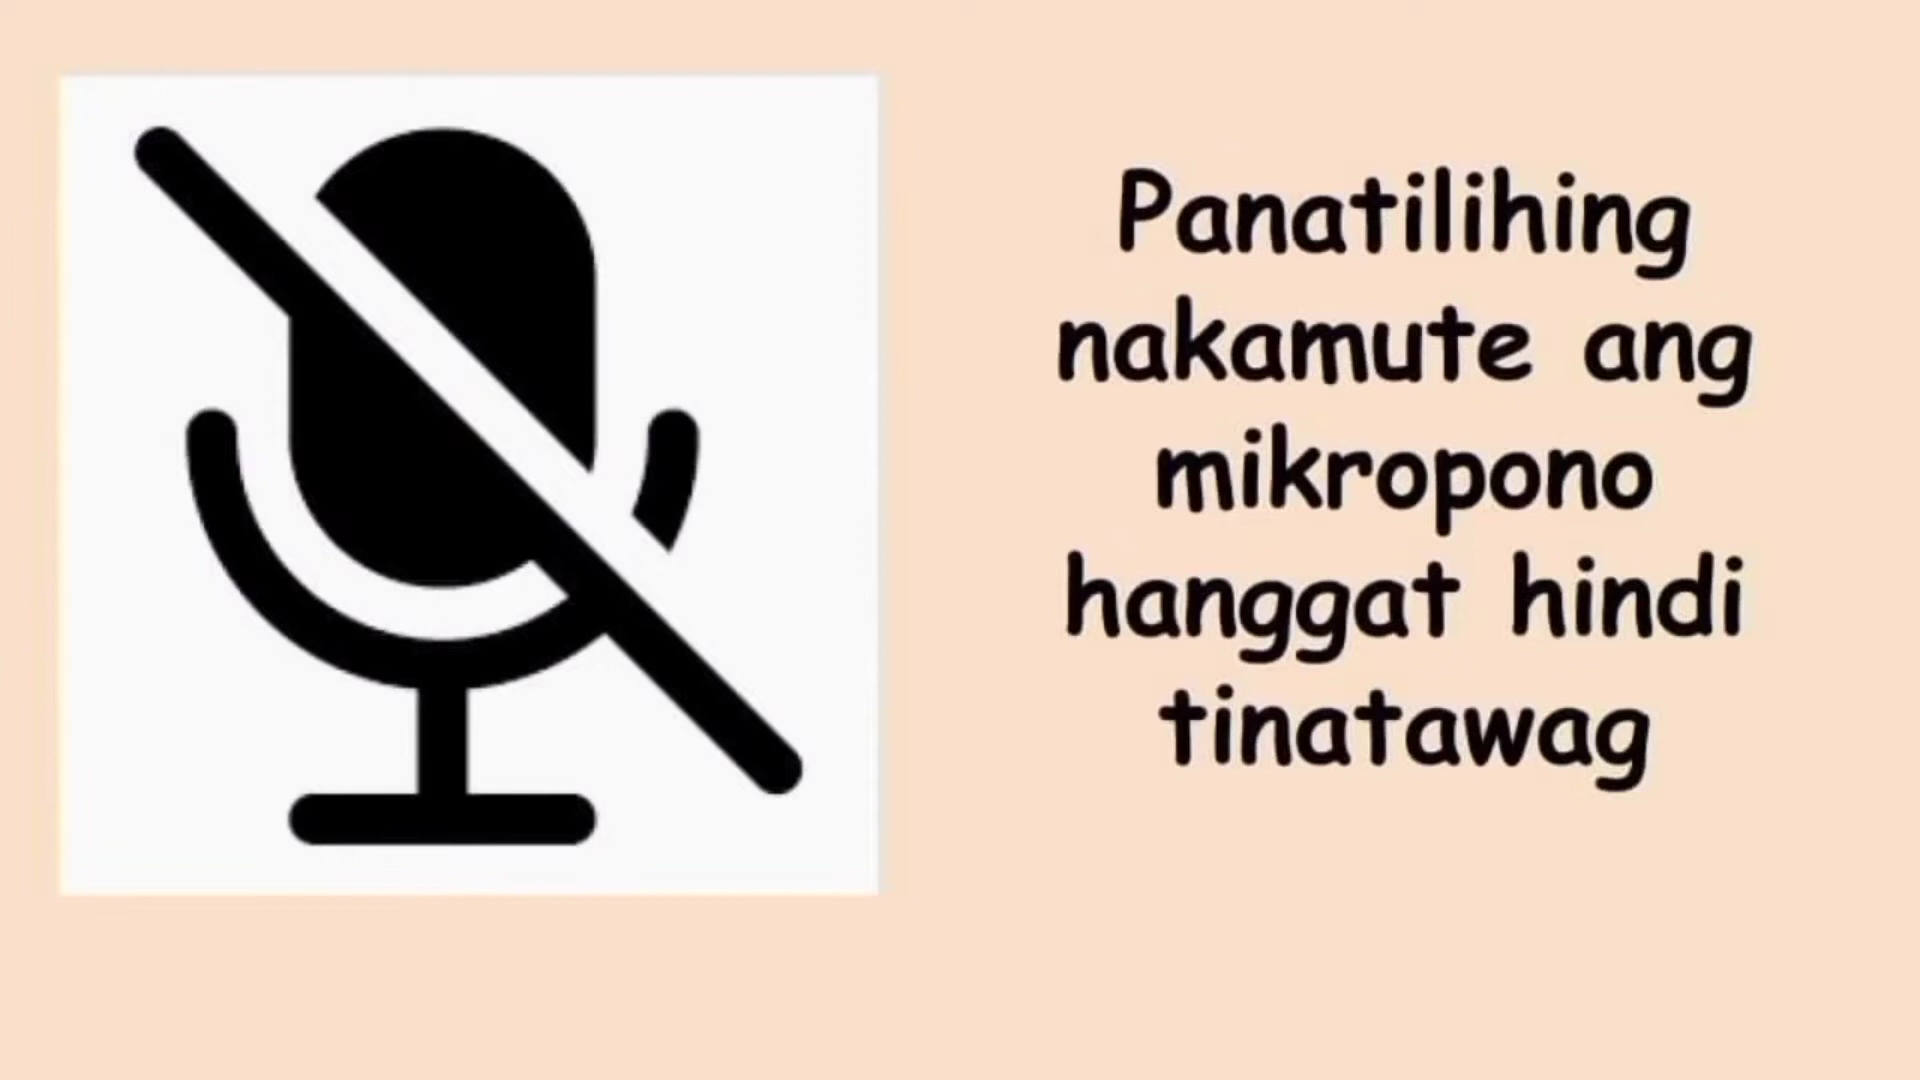 Panatilihing
nakamute ang
mikropono
hanggat hindi
tinatawag